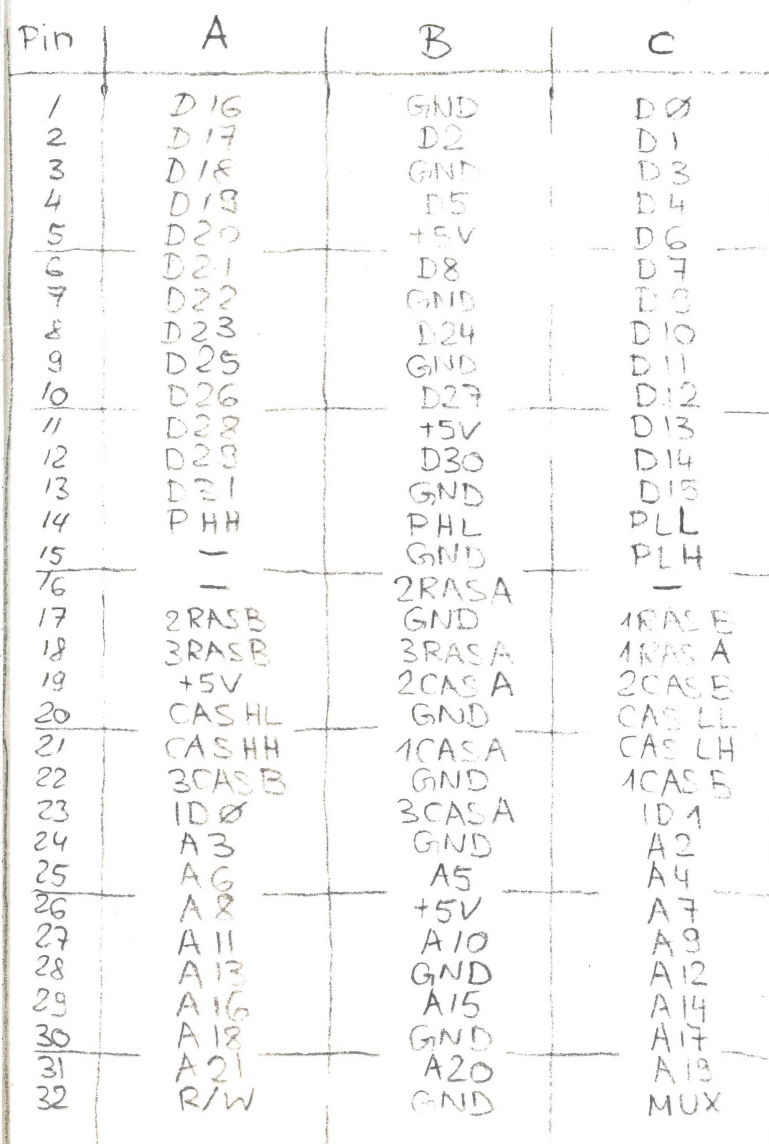 Pin A B C
1 D16 GND DØ
2 D17 D2 D1
3 D18 GND D3
4 D19 D5 D4
5 D20 +5V D6
6 D21 D8 D7
7 D22 GND D9
8 D23 D24 D10
9 D25 GND D11
10 D26 D27 D12
11 D28 +5V D13
12 D29 D30 D14
13 D21 GND D15
14 PHH PHL PLL
15 — GND PLH
16 — 2RASA —
17 2RASB GND 1RASB
18 3RASB 3RASA 1RASA
19 +5V 2CASA 2CASB
20 CASHL GND CASLL
21 CASHH 1CASA CASLH
22 3CASB GND 1CASB
23 IDØ 3CASA ID1
24 A3 GND A2
25 A6 A5 A4
26 A8 +5V A7
27 A11 A10 A9
28 A13 GND A12
29 A16 A15 A14
30 A18 GND A17
31 A21 A20 A19
32 R/W GND MUX